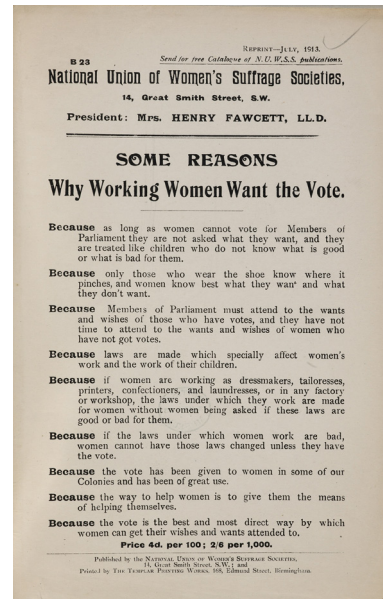 REPRINT—JULY, 1913.
B 23
Send for free Catalogue of N.U.W.S.S. publications.
National Union of Women's Suffrage Societies,
14, Great Smith Street, S.W.
President: Mrs. HENRY FAWCETT, LL.D.
SOME REASONS
Why Working Women Want the Vote.
Because as long as women cannot vote for Members of
Parliament they are not asked what they want, and they
are treated like children who do not know what is good
or what is bad for them.
Because only those who wear the shoe know where it
pinches, and women know best what they want and what
they don't want.
Because Members of Parliament must attend to the wants
and wishes of those who have votes, and they have not
time to attend to the wants and wishes of women who
have not got votes.
Because laws are made which specially affect women's
work and the work of their children.
Because if women are working as dressmakers, tailoresses,
printers, confectioners, and laundresses, or in any factory
or workshop, the laws under which they work are made
for women without women being asked if these laws are
good or bad for them.
Because if the laws under which women work are bad,
women cannot have those laws changed unless they have
the vote.
Because the vote has been given to women in some of our
Colonies and has been of great use.
Because the way to help women is to give them the means
of helping themselves.
Because the vote is the best and most direct way by which
women can get their wishes and wants attended to.
Price 4d. per 100; 2/6 per 1,000.
Published by the NATIONAL UNION OF WOMEN'S SUFFRAGE SOCIETIES,
14, Great Smith Street, S.W.; and
Printed by THE TEMPLAR PRINTING WORKS, 168, Edmund Street, Birmingham.